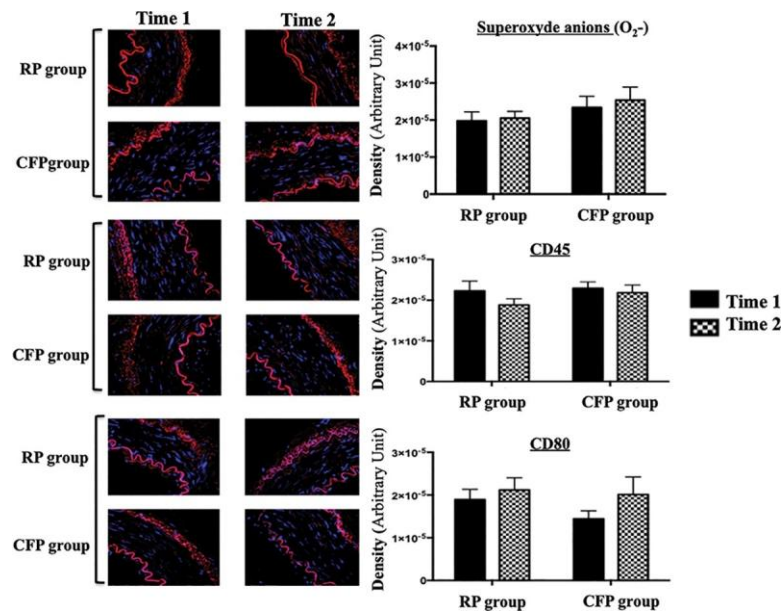 Time 1
Time 2
RP group
CFPgroup
RP group
CFP group
RP group
CFP group
Superoxyde anions (O₂-)
Density (Arbitrary Unit)
4×10⁻⁵
2×10⁻⁵
1×10⁻⁵
0
RP group
CFP group
CD45
Density (Arbitrary Unit)
3×10⁻⁵
2×10⁻⁵
1×10⁻⁵
0
RP group
CFP group
CD80
Density (Arbitrary Unit)
3×10⁻⁵
2×10⁻⁵
1×10⁻⁵
0
RP group
CFP group
Time 1
Time 2